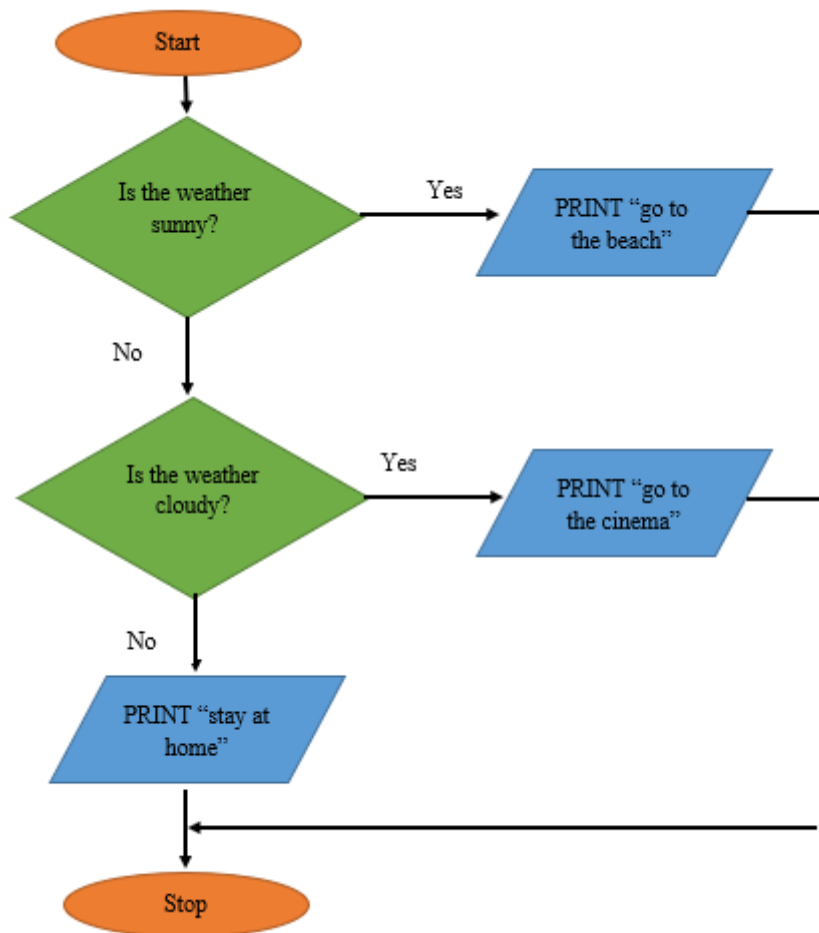 Start
Is the weather
sunny?
Yes
PRINT “go to
the beach”
No
Is the weather
cloudy?
Yes
PRINT “go to
the cinema”
No
PRINT “stay at
home”
Stop